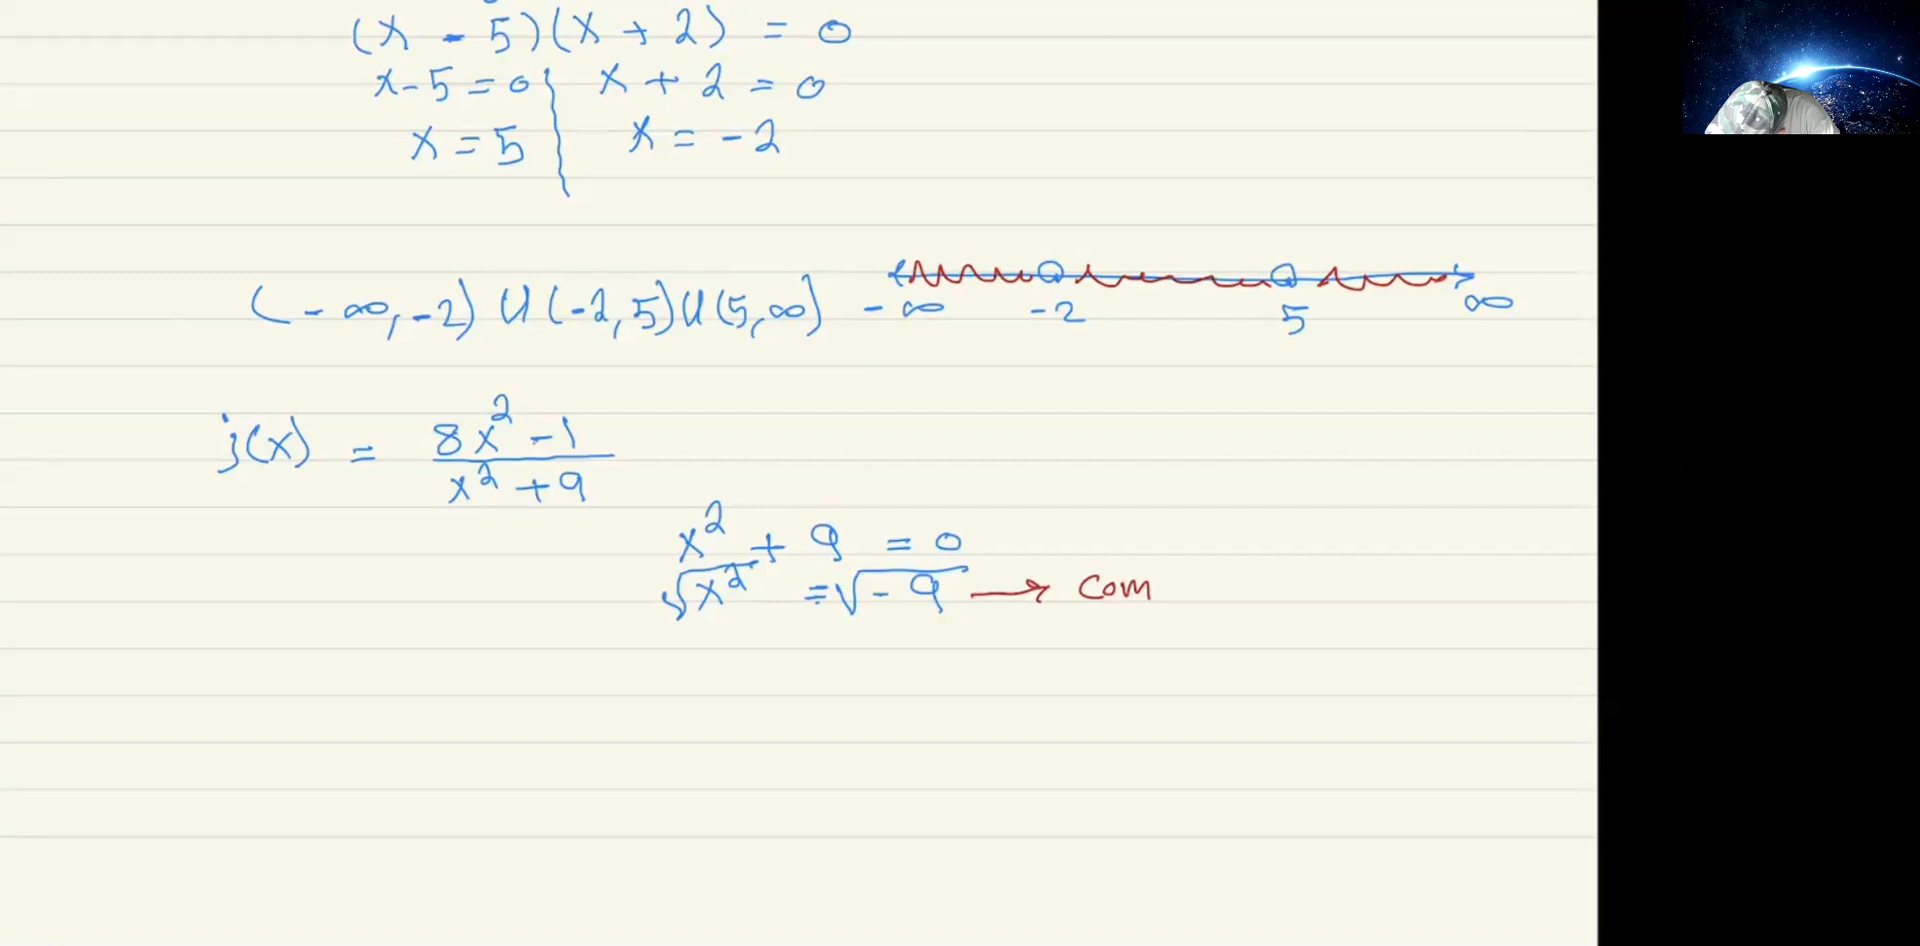 (x - 5)(x + 2) = 0
x - 5 = 0 x + 2 = 0
x = 5 x = -2
(-∞, -2) U (-2, 5) U (5, ∞) -∞ -2 5 ∞
j(x) = (8x² - 1)/(x² + 9)
x² + 9 = 0
√x² = √-9 → Com